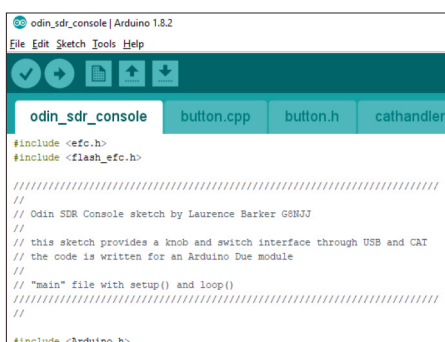 odin_sdr_console | Arduino 1.8.2
File Edit Sketch Tools Help
odin_sdr_console button.cpp button.h cathandler
#include <efc.h>
#include <flash_efc.h>
/////////////////////////////////////////////////////////////////////////
//
// Odin SDR Console sketch by Laurence Barker G8NJJ
//
// this sketch provides a knob and switch interface through USB and CAT
// the code is written for an Arduino Due module
//
// "main" file with setup() and loop()
/////////////////////////////////////////////////////////////////////////
//
#include <Arduino.h>